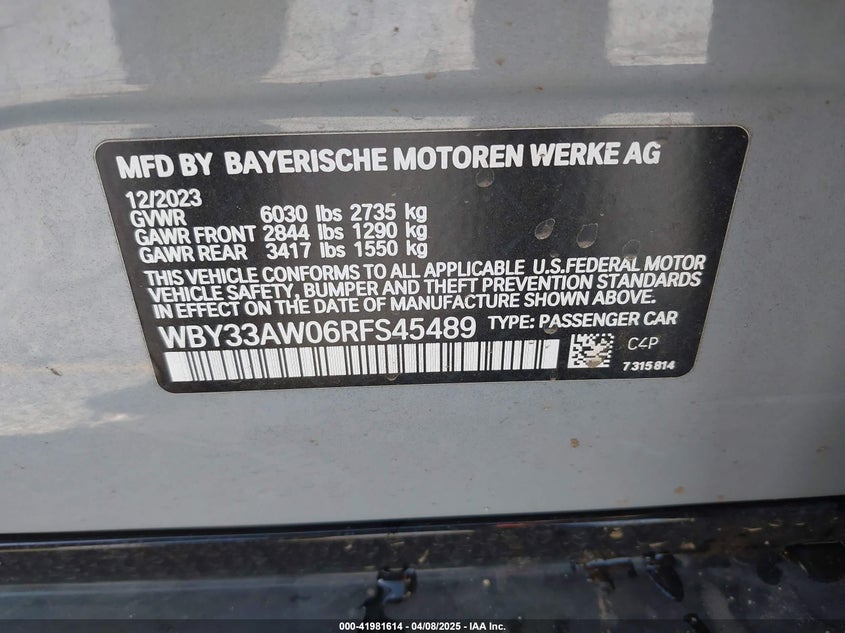 MFD BY BAYERISCHE MOTOREN WERKE AG
12/2023
GVWR 6030 lbs 2735 kg
GAWR FRONT 2844 lbs 1290 kg
GAWR REAR 3417 lbs 1550 kg
THIS VEHICLE CONFORMS TO ALL APPLICABLE U.S.FEDERAL MOTOR
VEHICLE SAFETY, BUMPER AND THEFT PREVENTION STANDARDS
IN EFFECT ON THE DATE OF MANUFACTURE SHOWN ABOVE.
WBY33AW06RFS45489 TYPE: PASSENGER CAR
C4P
7315814
000-41981614 - 04/08/2025 - IAA Inc.